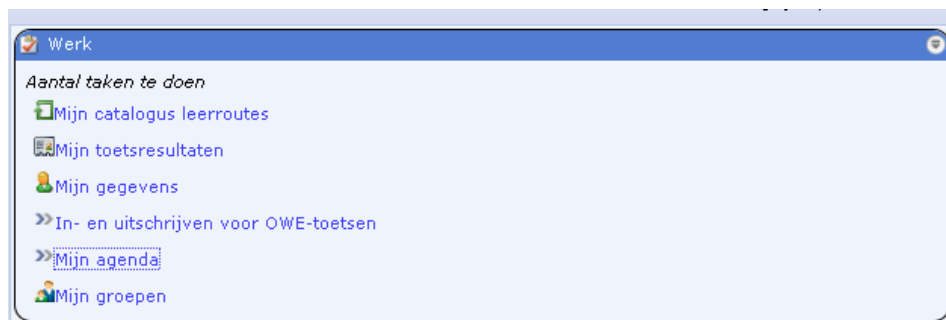 Werk
Aantal taken te doen
Mijn catalogus leerroutes
Mijn toetsresultaten
Mijn gegevens
In- en uitschrijven voor OWE-toetsen
Mijn agenda
Mijn groepen